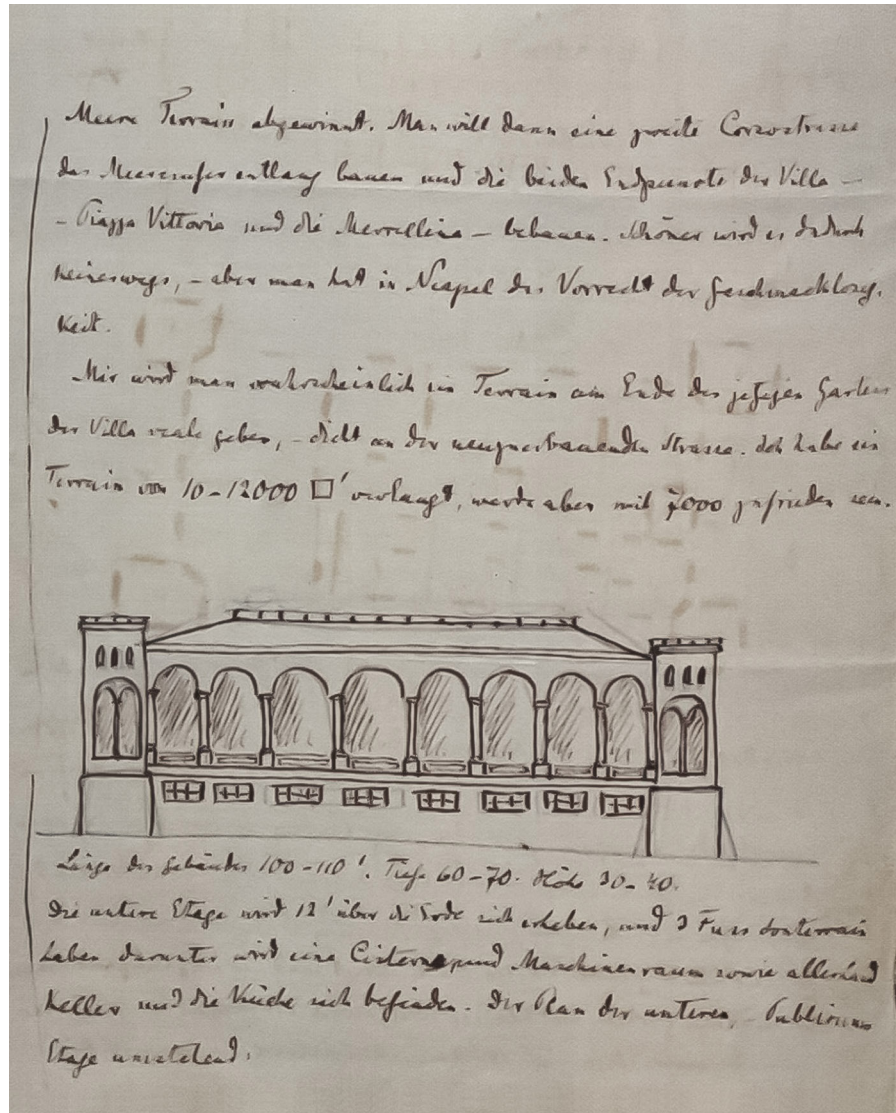 Meere Terrain abgewinnt. Man will dann eine zweite Corsostrasse
das Meeresufer entlang bauen und die beiden Endpunkte der Villa –
– Piazza Vittoria und die Mergellina – bebauen. Schöner wird es dadurch
keineswegs, – aber man hat in Neapel das Vorrecht der Geschmacklosig-
keit.
Mir wird man wahrscheinlich ein Terrain am Ende des jetzigen Gartens
der Villa reale geben, – dicht an der neuzuerbauenden Strasse. Ich habe ein
Terrain von 10–12000 □' verlangt, werde aber mit 7000 zufrieden sein.
Länge des Gebäudes 100–110'. Tiefe 60–70. Höhe 30–40.
Die untere Etage wird 12' über die Erde sich erheben, und 3 Fuss Souterrain
haben darunter wird eine Cisterne und Maschinenraum sowie allerhand
Keller und die Küche sich befinden. Der Plan der unteren, Publicums
Etage umstehend.